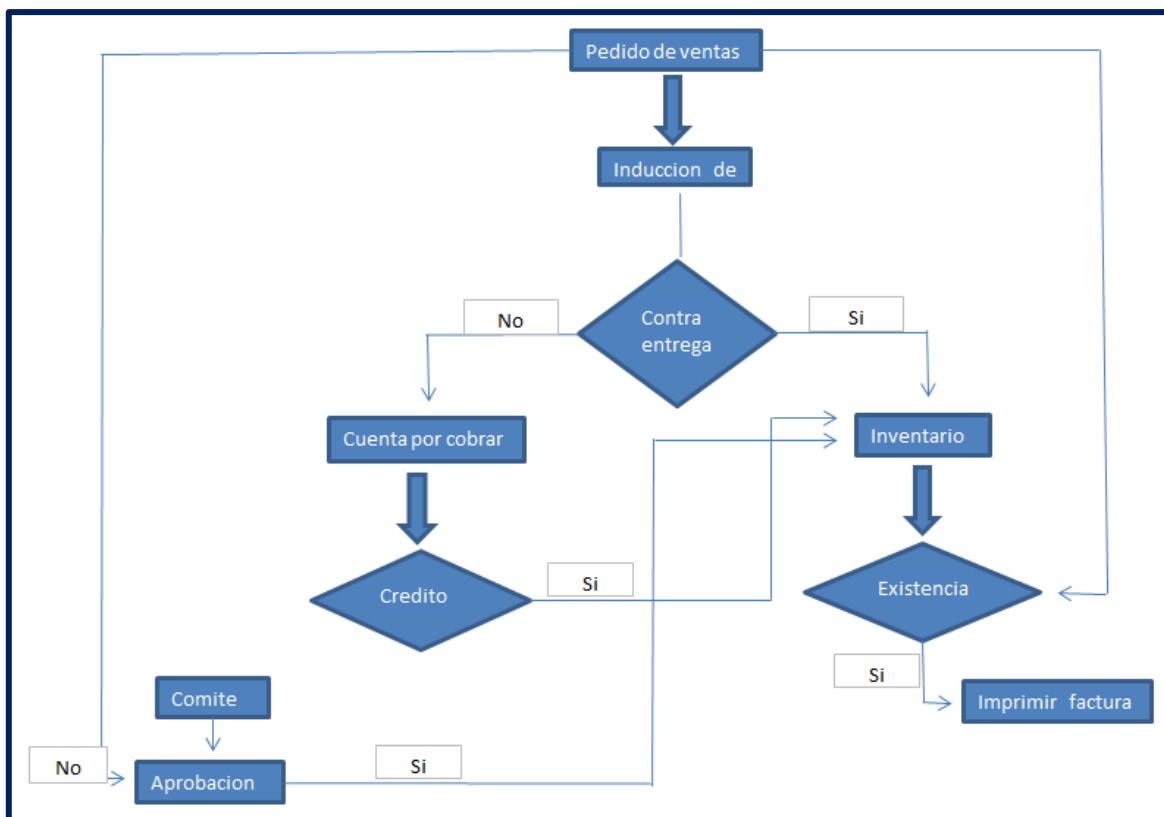 Pedido de ventas
Induccion de
Contra
entrega
No
Si
Cuenta por cobrar
Inventario
Credito
Si
Existencia
Si
Comite
Imprimir factura
No
Aprobacion
Si